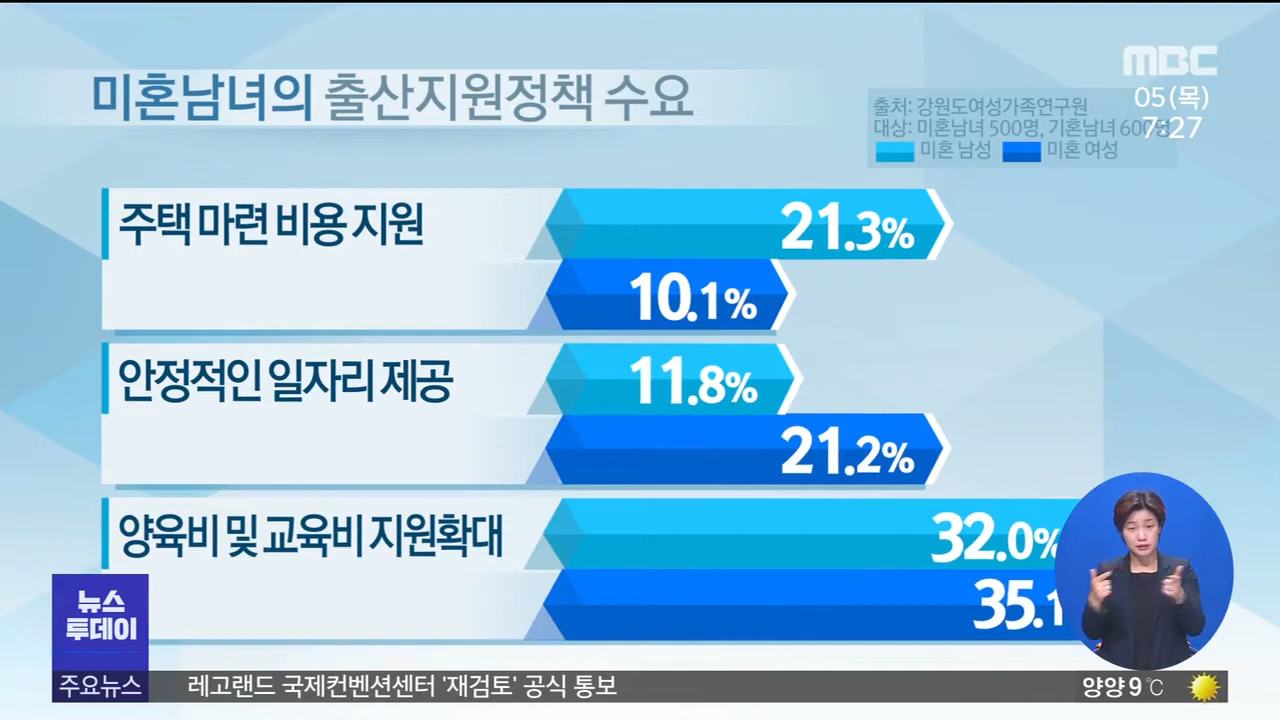 미혼남녀의 출산지원정책 수요
MBC
05(목)
7:27
출처: 강원도여성가족연구원
대상: 미혼남녀 500명, 기혼남녀 600명
미혼 남성 미혼 여성
주택 마련 비용 지원
21.3%
10.1%
안정적인 일자리 제공
11.8%
21.2%
양육비 및 교육비 지원확대
32.0%
35.1
뉴스
투데이
주요뉴스 레고랜드 국제컨벤션센터 '재검토' 공식 통보 양양 9℃